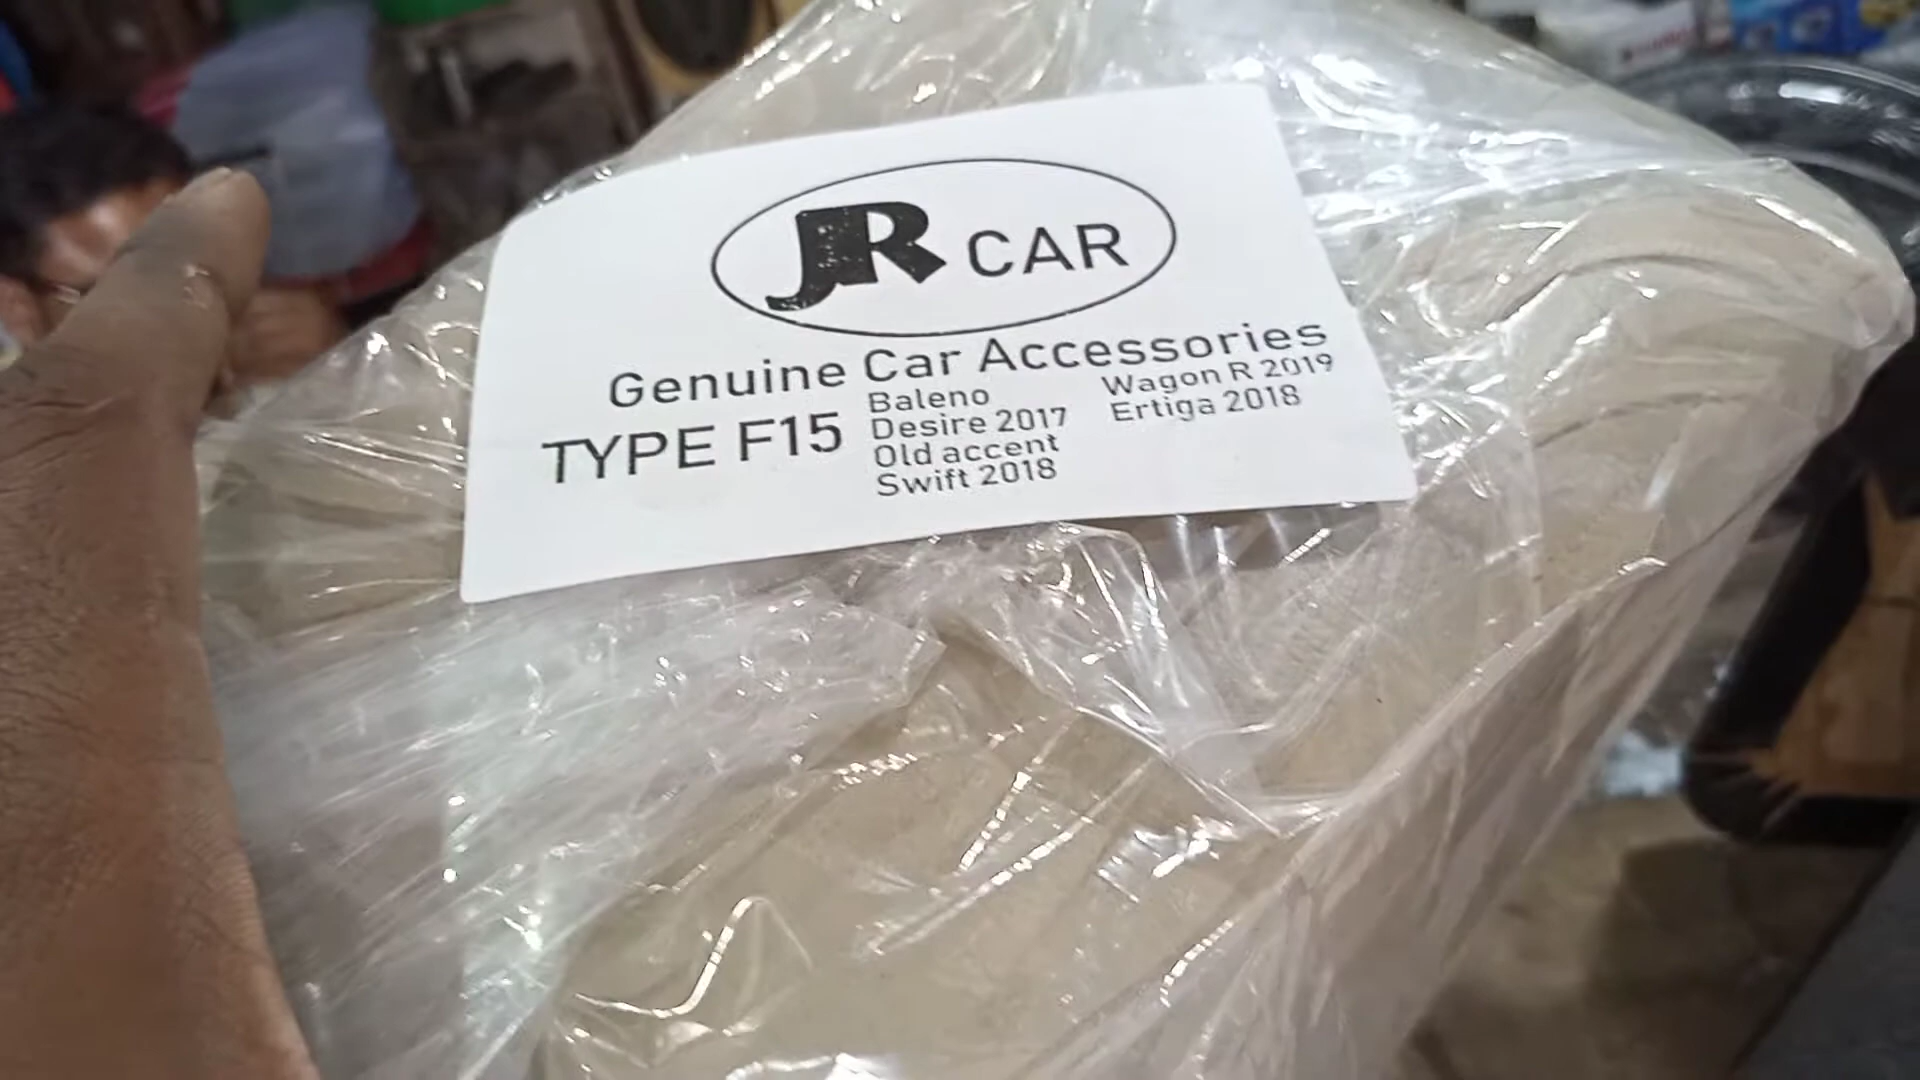 JR CAR
Genuine Car Accessories
TYPE F15
Baleno
Desire 2017
Old accent
Swift 2018
Wagon R 2019
Ertiga 2018